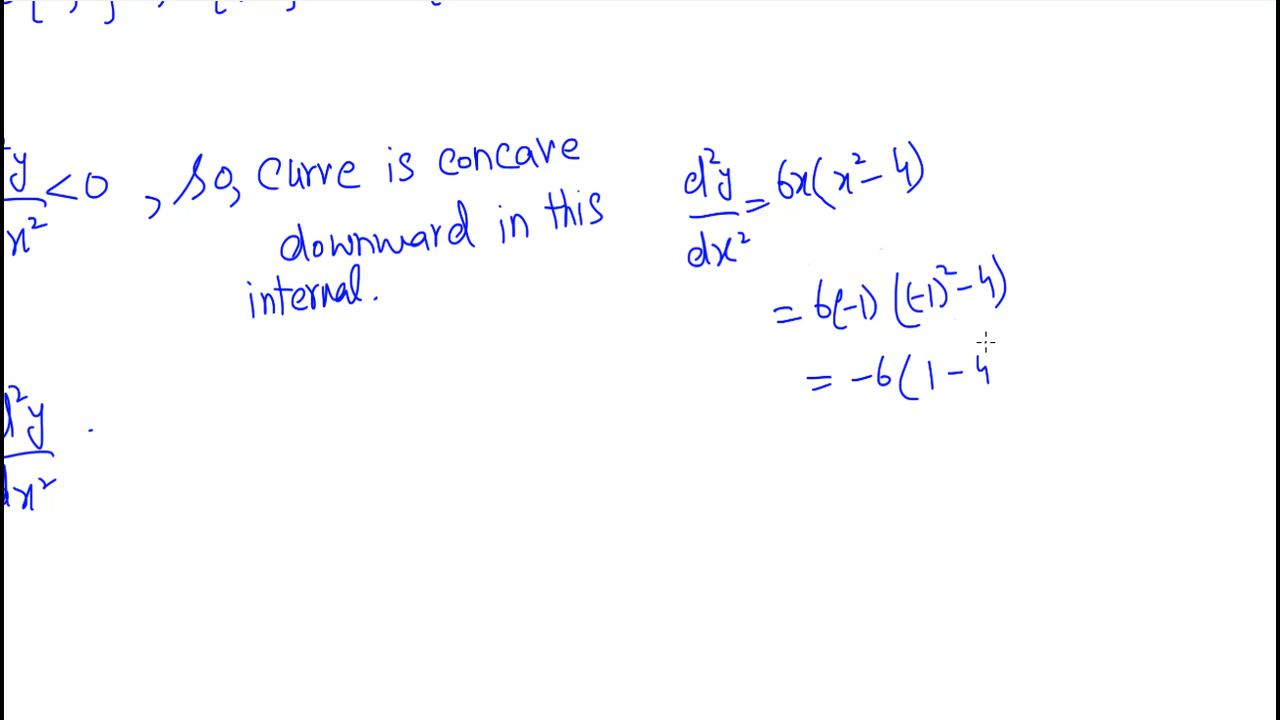 d²y/dx² < 0 , so, curve is concave
downward in this
internal.
d²y/dx² .
d²y/dx² = 6x(x² - 4)
= 6(-1) ((-1)² - 4)
= -6(1 - 4